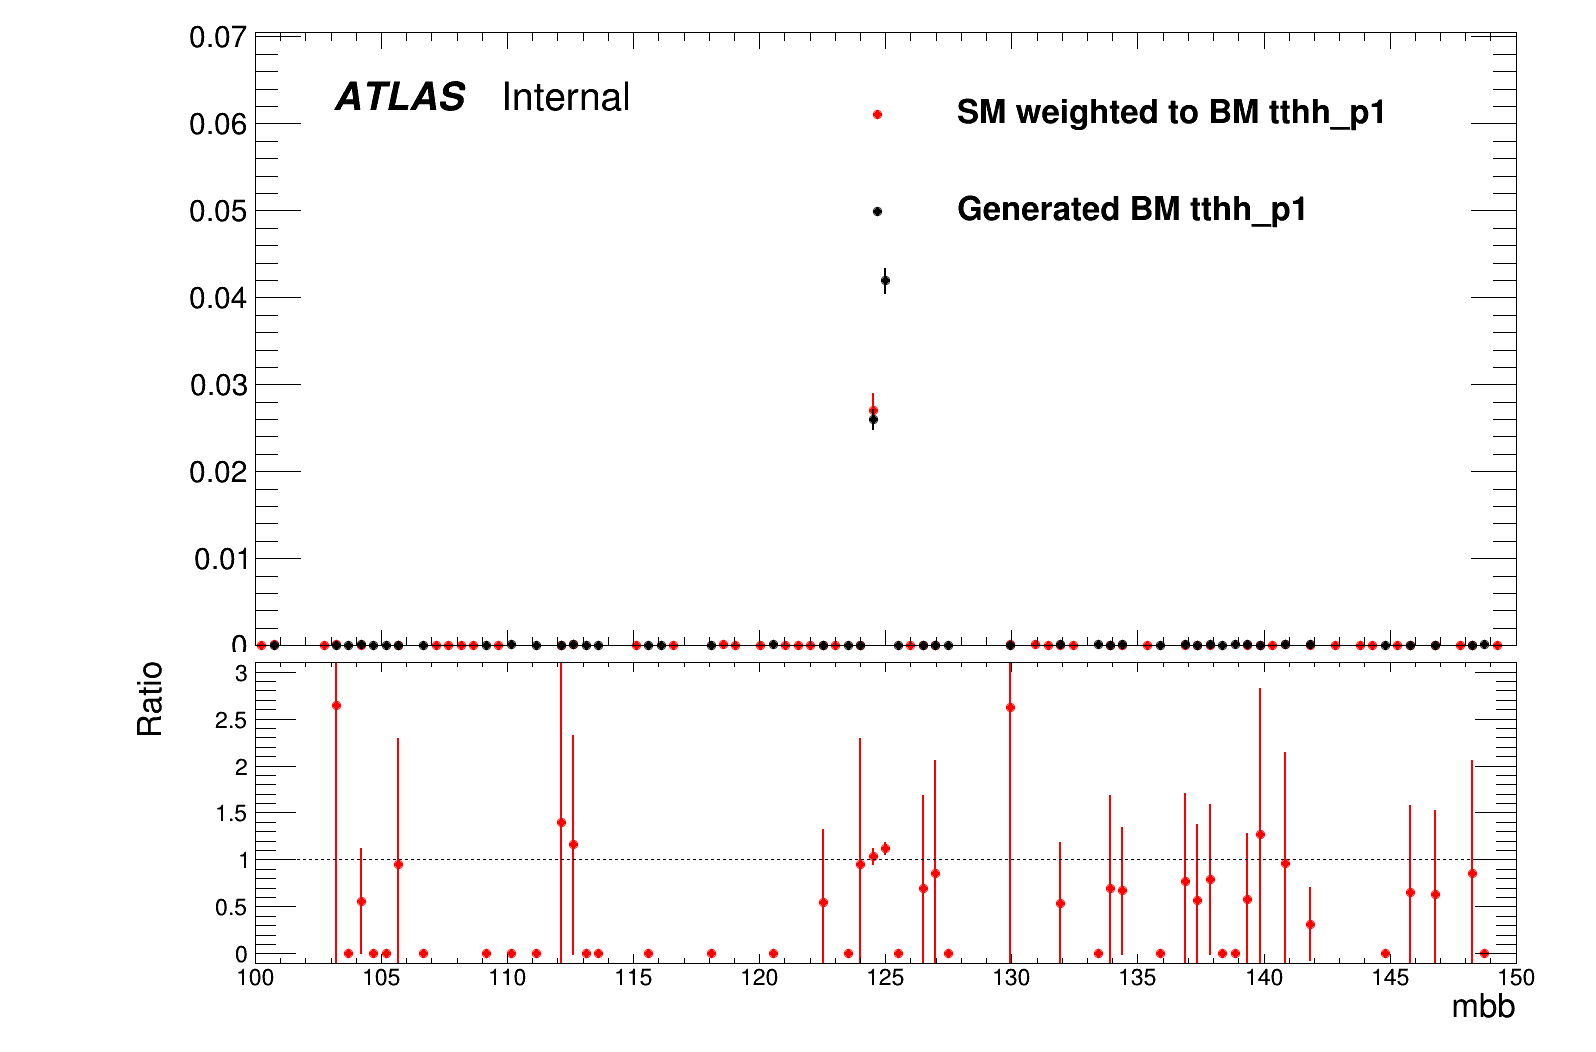 0.07
ATLAS Internal
SM weighted to BM tthh_p1
0.06
0.05
Generated BM tthh_p1
0.04
0.03
0.02
0.01
0
Ratio
3
2.5
2
1.5
1
0.5
0
100 105 110 115 120 125 130 135 140 145 150
mbb